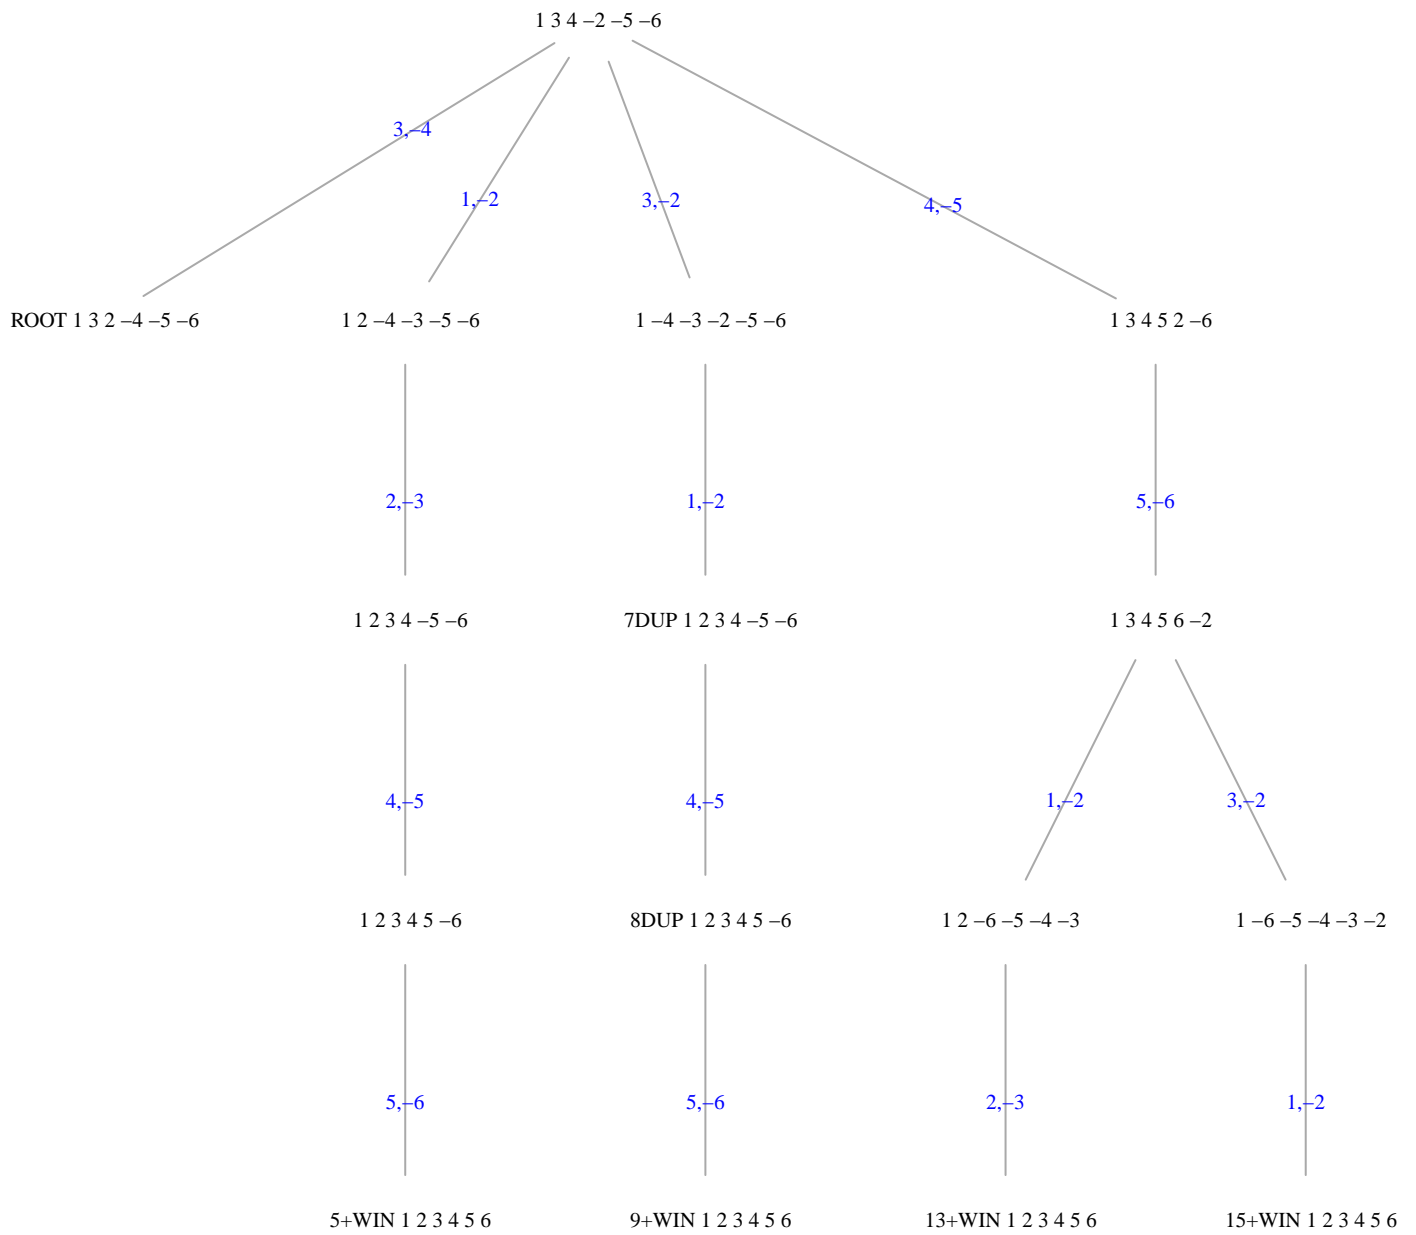 1 3 4 –2 –5 –6
3,–4
1,–2
3,–2
4,–5
ROOT 1 3 2 –4 –5 –6
1 2 –4 –3 –5 –6
1 –4 –3 –2 –5 –6
1 3 4 5 2 –6
2,–3
1,–2
5,–6
1 2 3 4 –5 –6
7DUP 1 2 3 4 –5 –6
1 3 4 5 6 –2
4,–5
4,–5
1,–2
3,–2
1 2 3 4 5 –6
8DUP 1 2 3 4 5 –6
1 2 –6 –5 –4 –3
1 –6 –5 –4 –3 –2
5,–6
5,–6
2,–3
1,–2
5+WIN 1 2 3 4 5 6
9+WIN 1 2 3 4 5 6
13+WIN 1 2 3 4 5 6
15+WIN 1 2 3 4 5 6